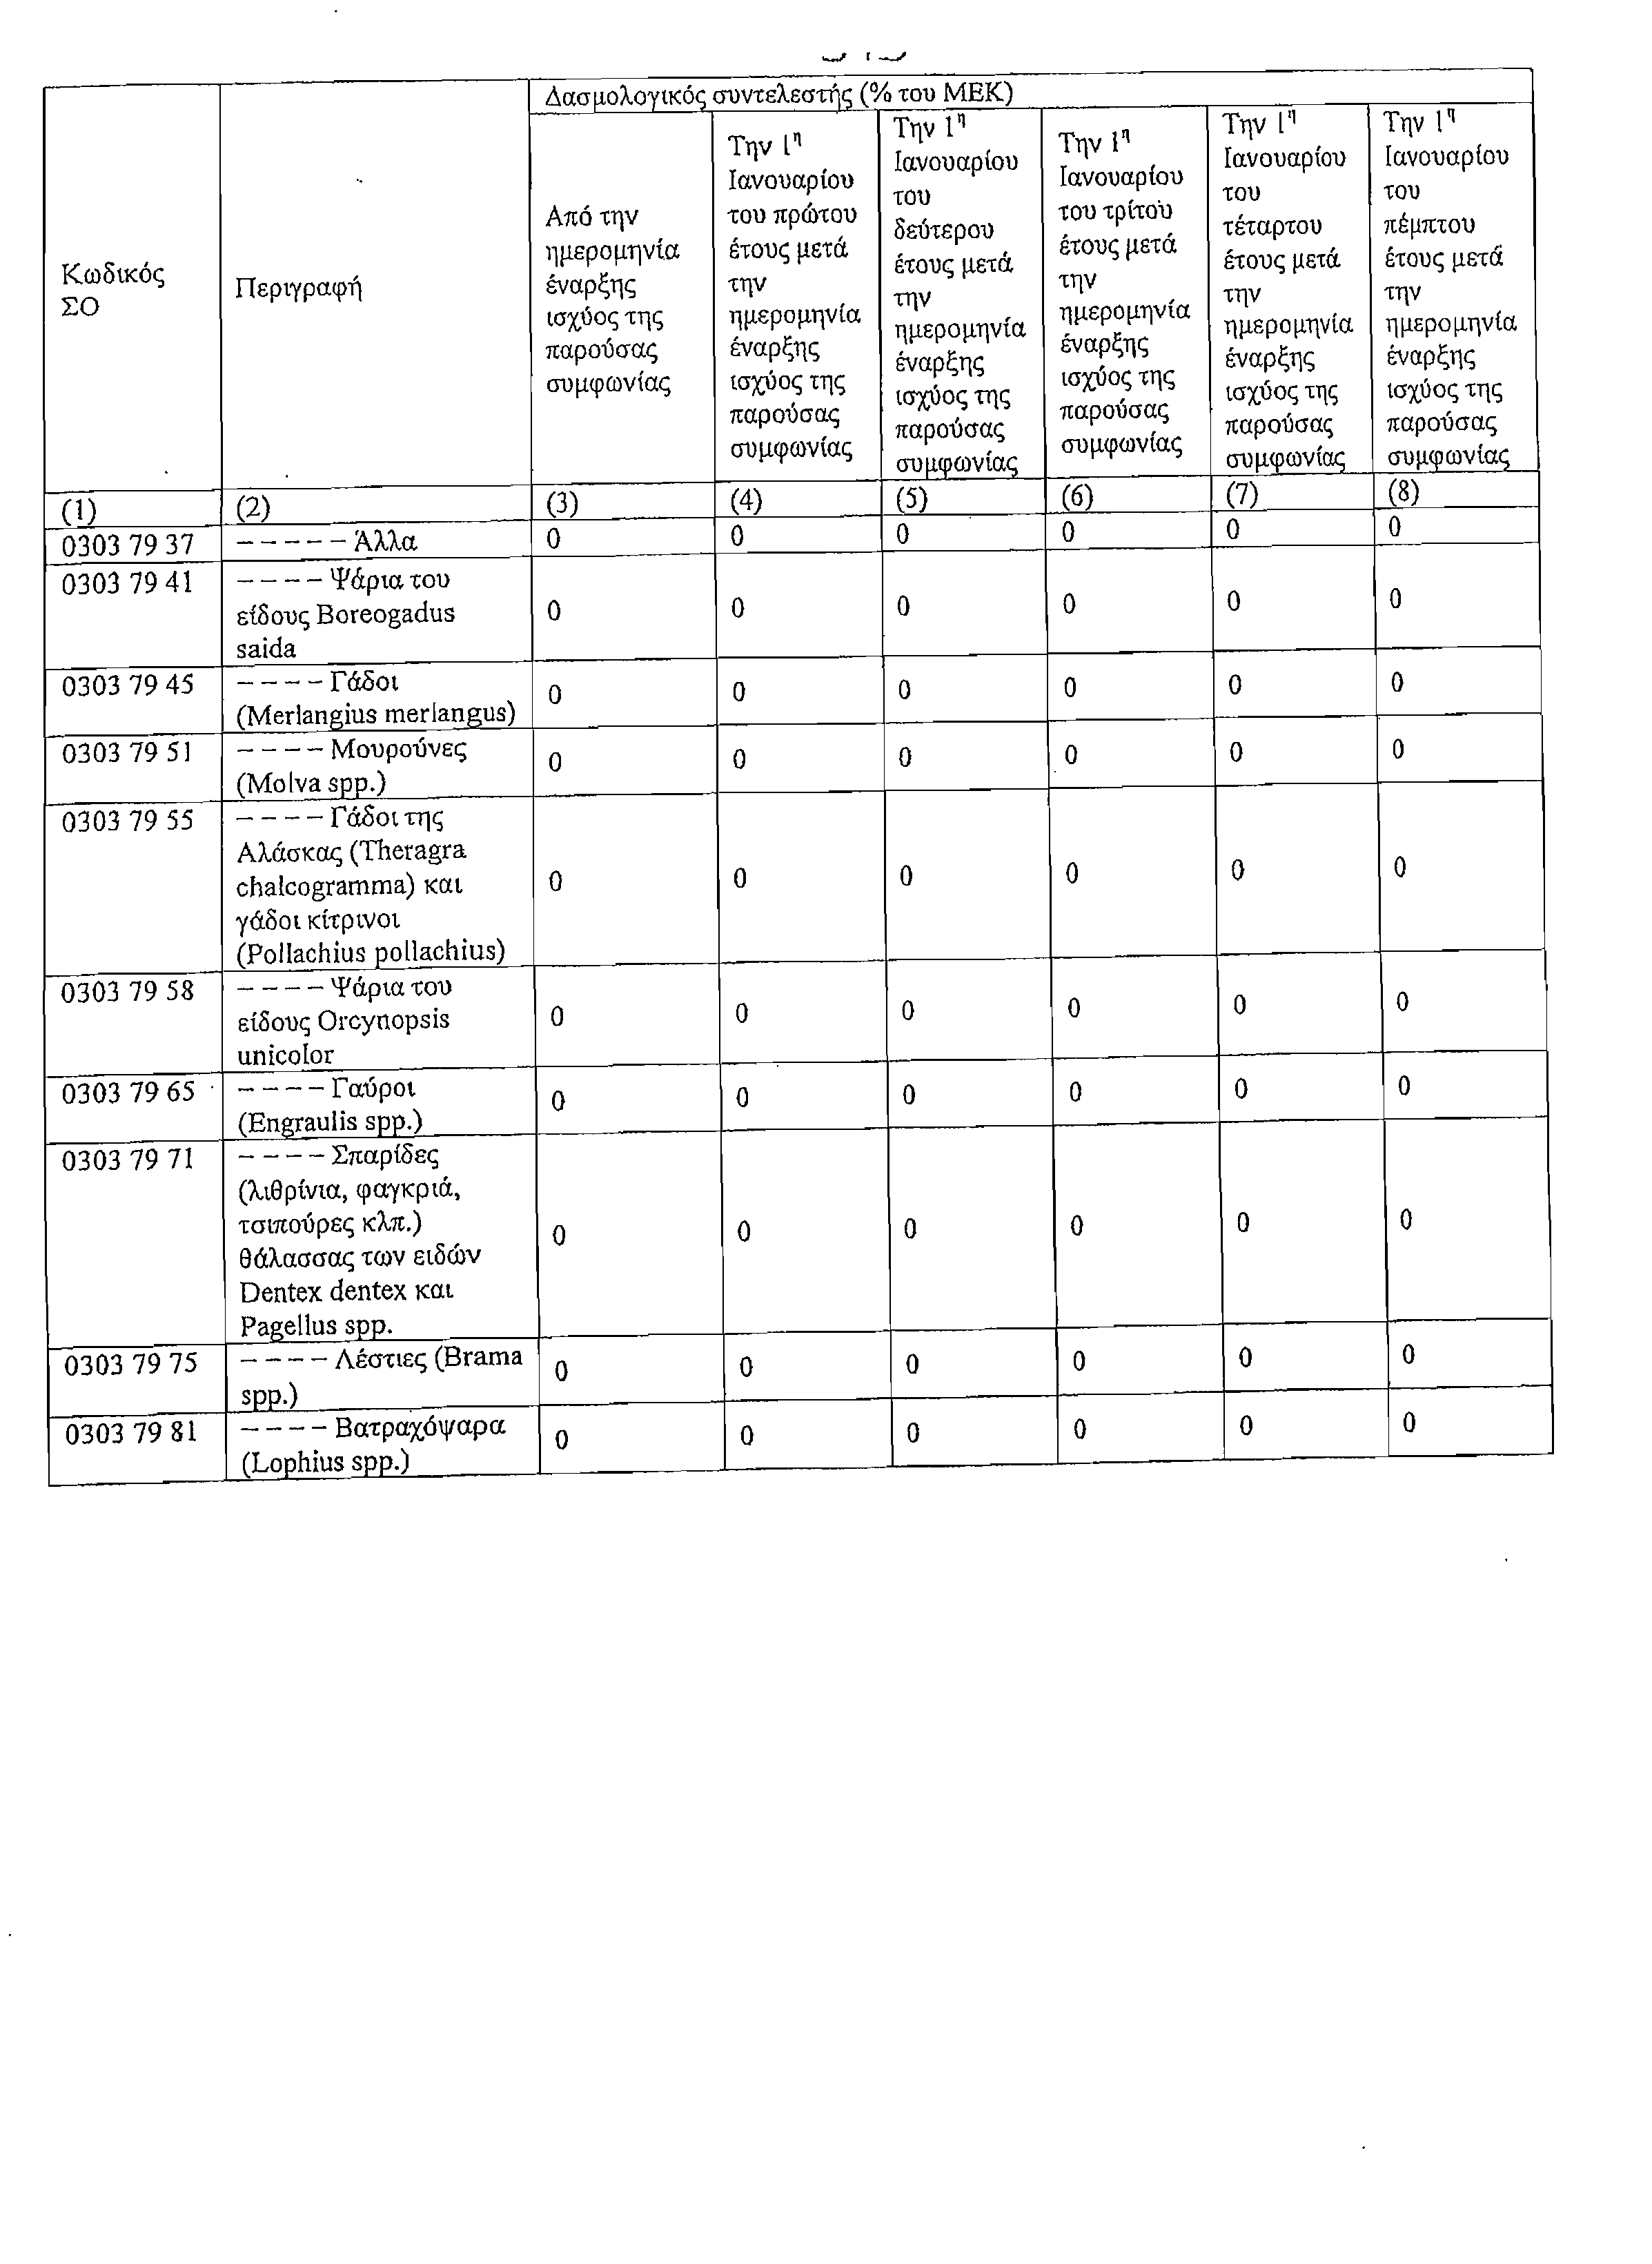 Δασμολογικός συντελεστής (% του ΜΕΚ)
Κωδικός
ΣΟ
Περιγραφή
Από την
ημερομηνία
έναρξης
ισχύος της
παρούσας
συμφωνίας
Την 1η
Ιανουαρίου
του πρώτου
έτους μετά
την
ημερομηνία
έναρξης
ισχύος της
παρούσας
συμφωνίας
Την 1η
Ιανουαρίου
του
δεύτερου
έτους μετά
την
ημερομηνία
έναρξης
ισχύος της
παρούσας
συμφωνίας
Την 1η
Ιανουαρίου
του τρίτου
έτους μετά
την
ημερομηνία
έναρξης
ισχύος της
παρούσας
συμφωνίας
Την 1η
Ιανουαρίου
του
τέταρτου
έτους μετά
την
ημερομηνία
έναρξης
ισχύος της
παρούσας
συμφωνίας
Την 1η
Ιανουαρίου
του
πέμπτου
έτους μετά
την
ημερομηνία
έναρξης
ισχύος της
παρούσας
συμφωνίας
(1) (2) (3) (4) (5) (6) (7) (8)
0303 79 37 – – – – – Άλλα 0 0 0 0 0 0
0303 79 41 – – – – Ψάρια του
είδους Boreogadus 0 0 0 0 0 0
saida
0303 79 45 – – – – Γάδοι 0 0 0 0 0 0
(Merlangius merlangus)
0303 79 51 – – – – Μουρούνες 0 0 0 0 0 0
(Molva spp.)
0303 79 55 – – – – Γάδοι της
Αλάσκας (Theragra
chalcogramma) και 0 0 0 0 0 0
γάδοι κίτρινοι
(Pollachius pollachius)
0303 79 58 – – – – Ψάρια του
είδους Orcynopsis 0 0 0 0 0 0
unicolor
0303 79 65 – – – – Γαύροι 0 0 0 0 0 0
(Engraulis spp.)
0303 79 71 – – – – Σπαρίδες
(λιθρίνια, φαγκριά,
τσιπούρες κλπ.) 0 0 0 0 0 0
θάλασσας των ειδών
Dentex dentex και
Pagellus spp.
0303 79 75 – – – – Λέστιες (Brama 0 0 0 0 0 0
spp.)
0303 79 81 – – – – Βατραχόψαρα 0 0 0 0 0 0
(Lophius spp.)